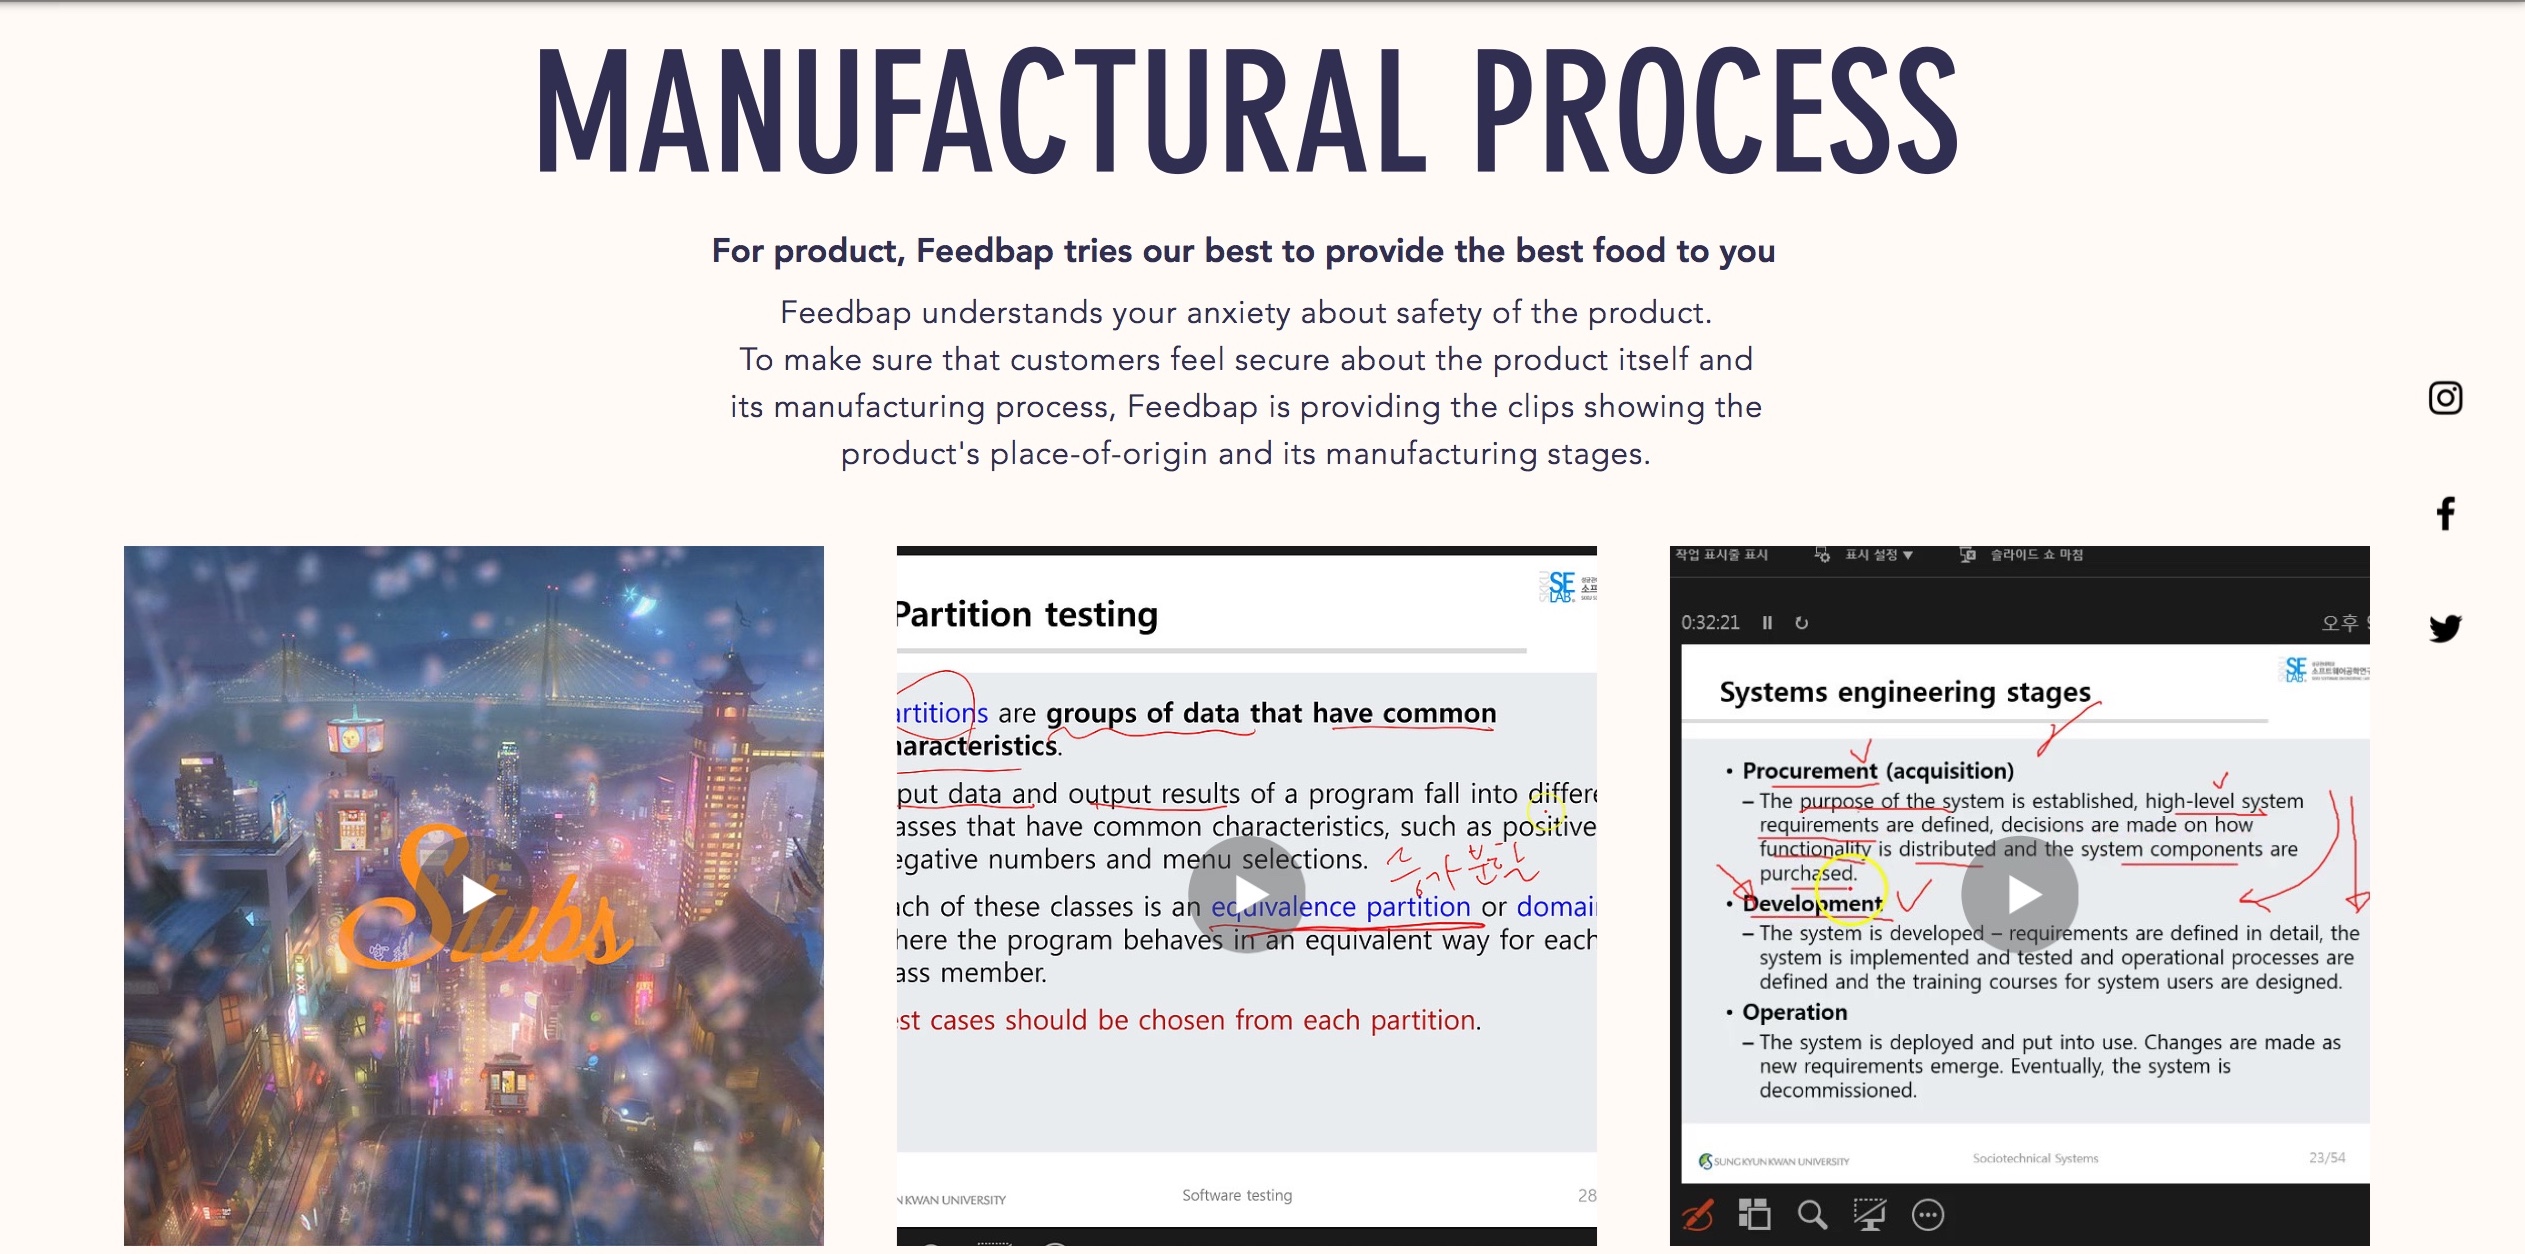 MANUFACTURAL PROCESS
For product, Feedbap tries our best to provide the best food to you
Feedbap understands your anxiety about safety of the product.
To make sure that customers feel secure about the product itself and
its manufacturing process, Feedbap is providing the clips showing the
product's place-of-origin and its manufacturing stages.
Stubs
SKKU SE LAB.
Partition testing
artitions are groups of data that have common
haracteristics.
put data and output results of a program fall into differe
asses that have common characteristics, such as positive
egative numbers and menu selections.
ach of these classes is an equivalence partition or domai
here the program behaves in an equivalent way for each
ass member.
est cases should be chosen from each partition.
N KWAN UNIVERSITY
Software testing
28
작업 표시줄 표시
표시 설정
슬라이드 쇼 마침
0:32:21
오후
SE LAB.
Systems engineering stages
• Procurement (acquisition)
– The purpose of the system is established, high-level system
requirements are defined, decisions are made on how
functionality is distributed and the system components are
purchased.
• Development
– The system is developed – requirements are defined in detail, the
system is implemented and tested and operational processes are
defined and the training courses for system users are designed.
• Operation
– The system is deployed and put into use. Changes are made as
new requirements emerge. Eventually, the system is
decommissioned.
SUNGKYUNKWAN UNIVERSITY
Sociotechnical Systems
23/54